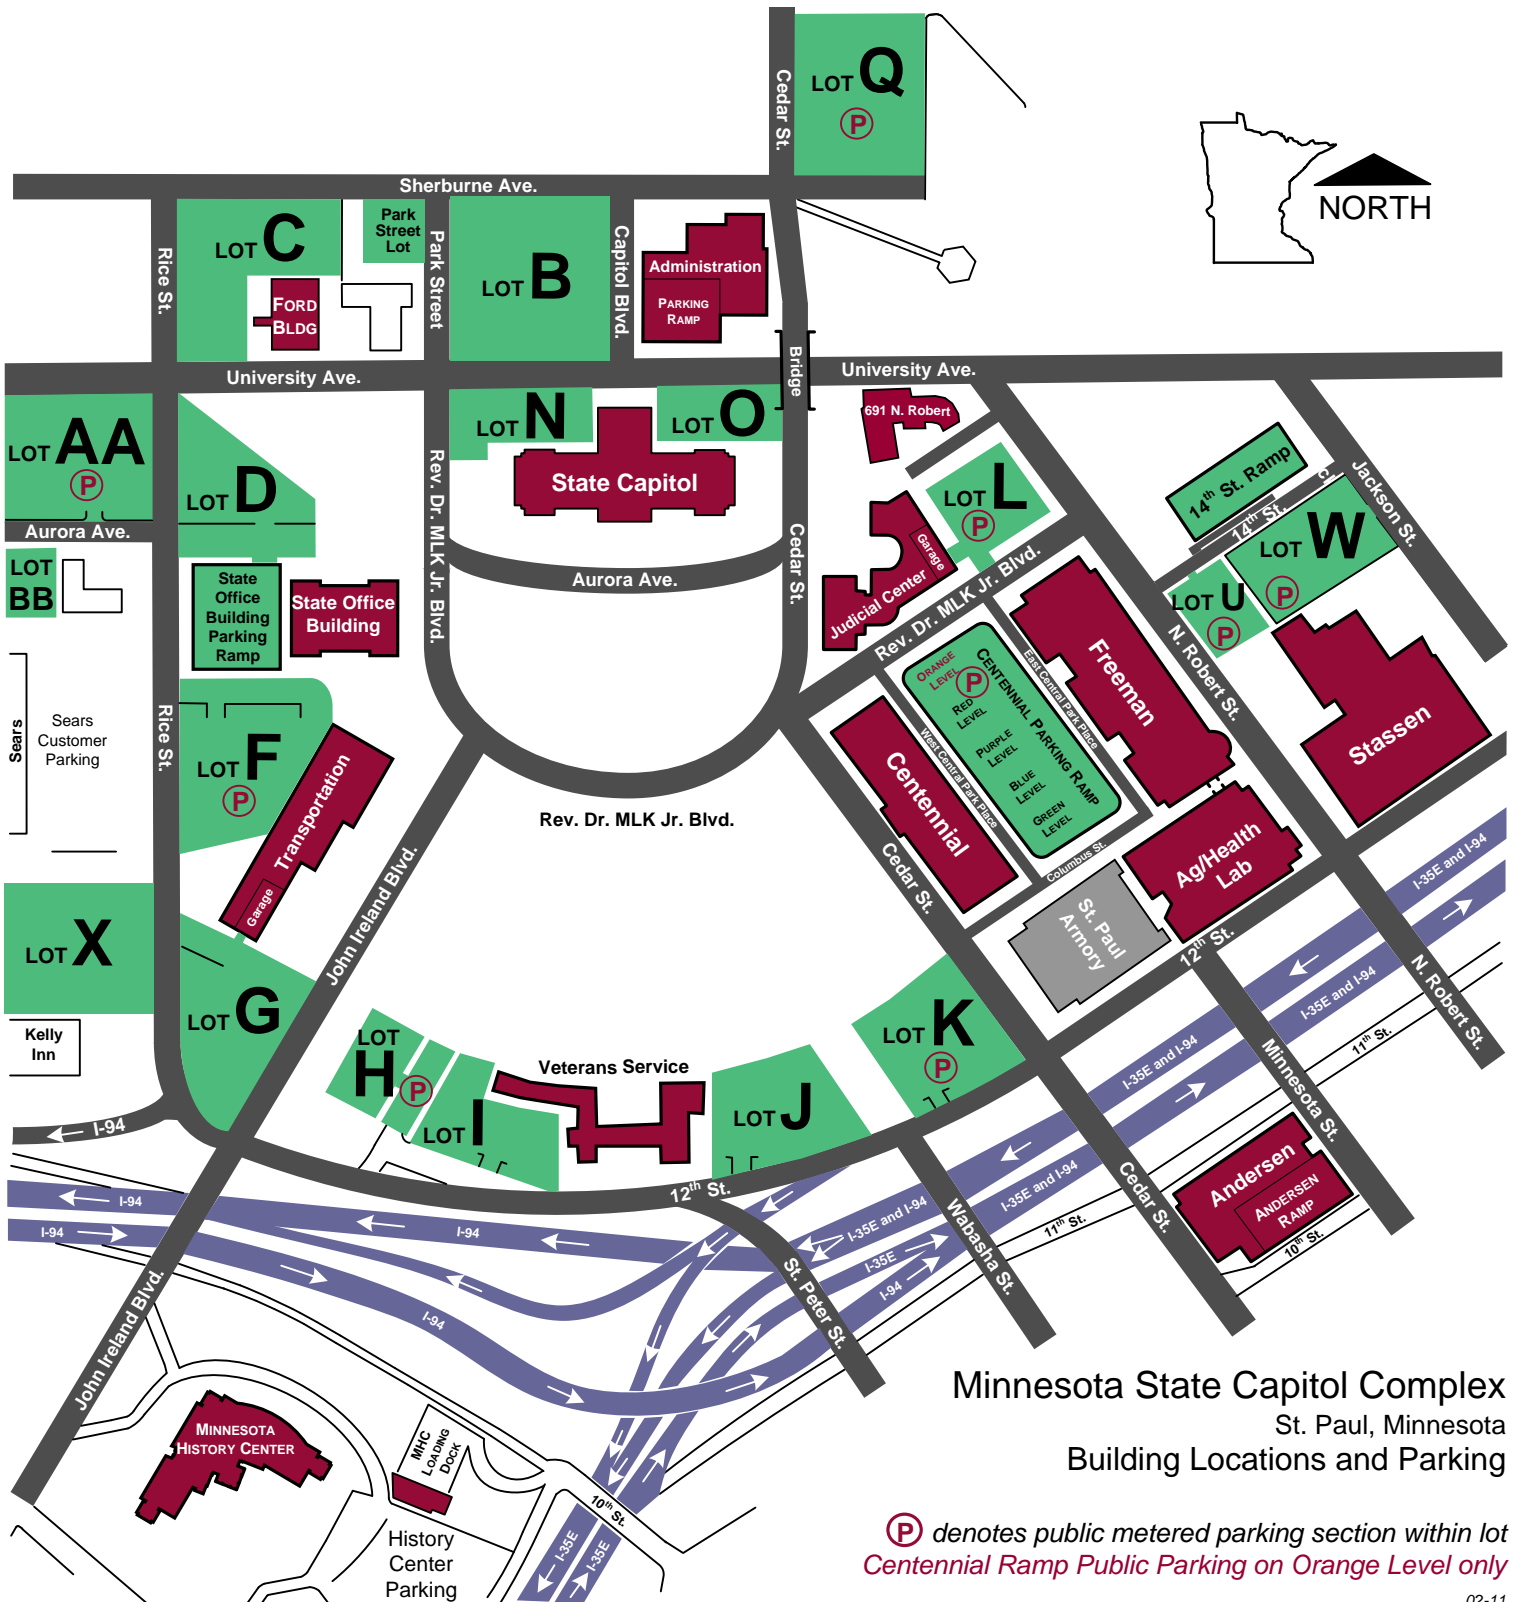 LOT Q
P
Cedar St.
NORTH
Sherburne Ave.
LOT C
Park
Street
Lot
Park Street
LOT B
Capitol Blvd.
Administration
PARKING
RAMP
Rice St.
FORD
BLDG
Bridge
University Ave.
University Ave.
LOT AA
P
LOT D
LOT N
LOT O
State Capitol
691 N. Robert
LOT L
P
14th St. Ramp
14th St.
LOT W
P
Jackson St.
Aurora Ave.
Aurora Ave.
LOT
BB
State
Office
Building
Parking
Ramp
State Office
Building
Rev. Dr. MLK Jr. Blvd.
Cedar St.
Judicial Center
Garage
Rev. Dr. MLK Jr. Blvd.
LOT U
P
N. Robert St.
Stassen
Freeman
East Central Park Place
CENTENNIAL PARKING RAMP
ORANGE
LEVEL
P
RED
LEVEL
PURPLE
LEVEL
BLUE
LEVEL
GREEN
LEVEL
West Central Park Place
Centennial
Columbus St.
Sears
Sears
Customer
Parking
Rice St.
LOT F
P
Transportation
Garage
Rev. Dr. MLK Jr. Blvd.
John Ireland Blvd.
Cedar St.
Ag/Health
Lab
St. Paul
Armory
12th St.
I-35E and I-94
I-35E and I-94
I-35E and I-94
N. Robert St.
11th St.
LOT X
LOT G
Kelly
Inn
LOT
H
P
LOT I
Veterans Service
LOT J
LOT K
P
I-94
12th St.
Minnesota St.
I-35E and I-94
I-35E and I-94
11th St.
Cedar St.
Andersen
ANDERSEN
RAMP
10th St.
I-94
I-94
I-94
I-35E and I-94
I-35E
I-94
I-94
Wabasha St.
St. Peter St.
John Ireland Blvd.
MINNESOTA
HISTORY CENTER
MHC
LOADING
DOCK
10th St.
I-35E
I-35E
History
Center
Parking
Minnesota State Capitol Complex
St. Paul, Minnesota
Building Locations and Parking
P denotes public metered parking section within lot
Centennial Ramp Public Parking on Orange Level only
02-11